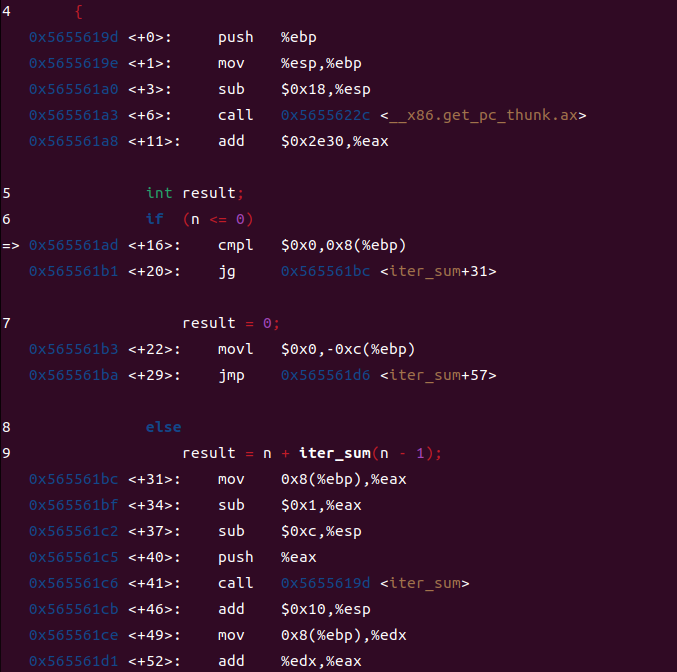 4 {
0x5655619d <+0>: push %ebp
0x5655619e <+1>: mov %esp,%ebp
0x565561a0 <+3>: sub $0x18,%esp
0x565561a3 <+6>: call 0x5655622c <__x86.get_pc_thunk.ax>
0x565561a8 <+11>: add $0x2e30,%eax
5 int result;
6 if (n <= 0)
=> 0x565561ad <+16>: cmpl $0x0,0x8(%ebp)
0x565561b1 <+20>: jg 0x565561bc <iter_sum+31>
7 result = 0;
0x565561b3 <+22>: movl $0x0,-0xc(%ebp)
0x565561ba <+29>: jmp 0x565561d6 <iter_sum+57>
8 else
9 result = n + iter_sum(n - 1);
0x565561bc <+31>: mov 0x8(%ebp),%eax
0x565561bf <+34>: sub $0x1,%eax
0x565561c2 <+37>: sub $0xc,%esp
0x565561c5 <+40>: push %eax
0x565561c6 <+41>: call 0x5655619d <iter_sum>
0x565561cb <+46>: add $0x10,%esp
0x565561ce <+49>: mov 0x8(%ebp),%edx
0x565561d1 <+52>: add %edx,%eax